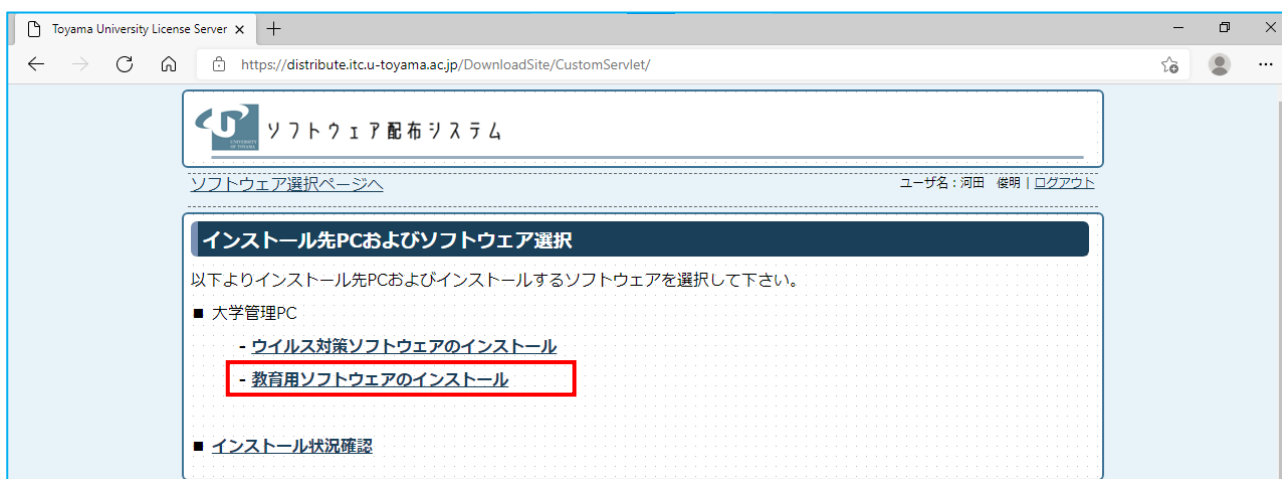 Toyama University License Server
https://distribute.itc.u-toyama.ac.jp/DownloadSite/CustomServlet/
UNIVERSITY OF TOYAMA
ソフトウェア配布システム
ソフトウェア選択ページへ
ユーザ名：河田 俊明 | ログアウト
インストール先PCおよびソフトウェア選択
以下よりインストール先PCおよびインストールするソフトウェアを選択して下さい。
■ 大学管理PC
- ウイルス対策ソフトウェアのインストール
- 教育用ソフトウェアのインストール
■ インストール状況確認